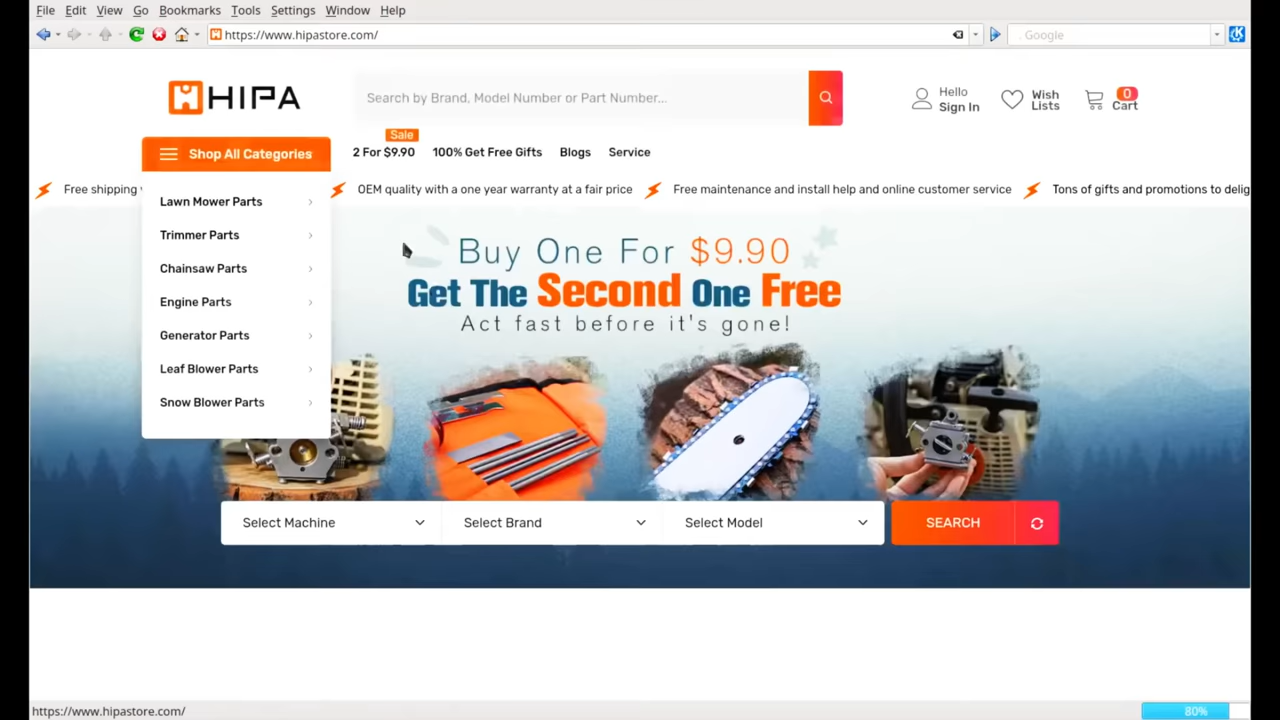 File Edit View Go Bookmarks Tools Settings Window Help
https://www.hipastore.com/
Google
HIPA
Search by Brand, Model Number or Part Number...
Hello
Sign In
Wish
Lists
0
Cart
Shop All Categories
Sale
2 For $9.90
100% Get Free Gifts
Blogs
Service
Free shipping
OEM quality with a one year warranty at a fair price
Free maintenance and install help and online customer service
Tons of gifts and promotions to delig
Lawn Mower Parts
Trimmer Parts
Chainsaw Parts
Engine Parts
Generator Parts
Leaf Blower Parts
Snow Blower Parts
Buy One For $9.90
Get The Second One Free
Act fast before it's gone!
Select Machine
Select Brand
Select Model
SEARCH
https://www.hipastore.com/
80%